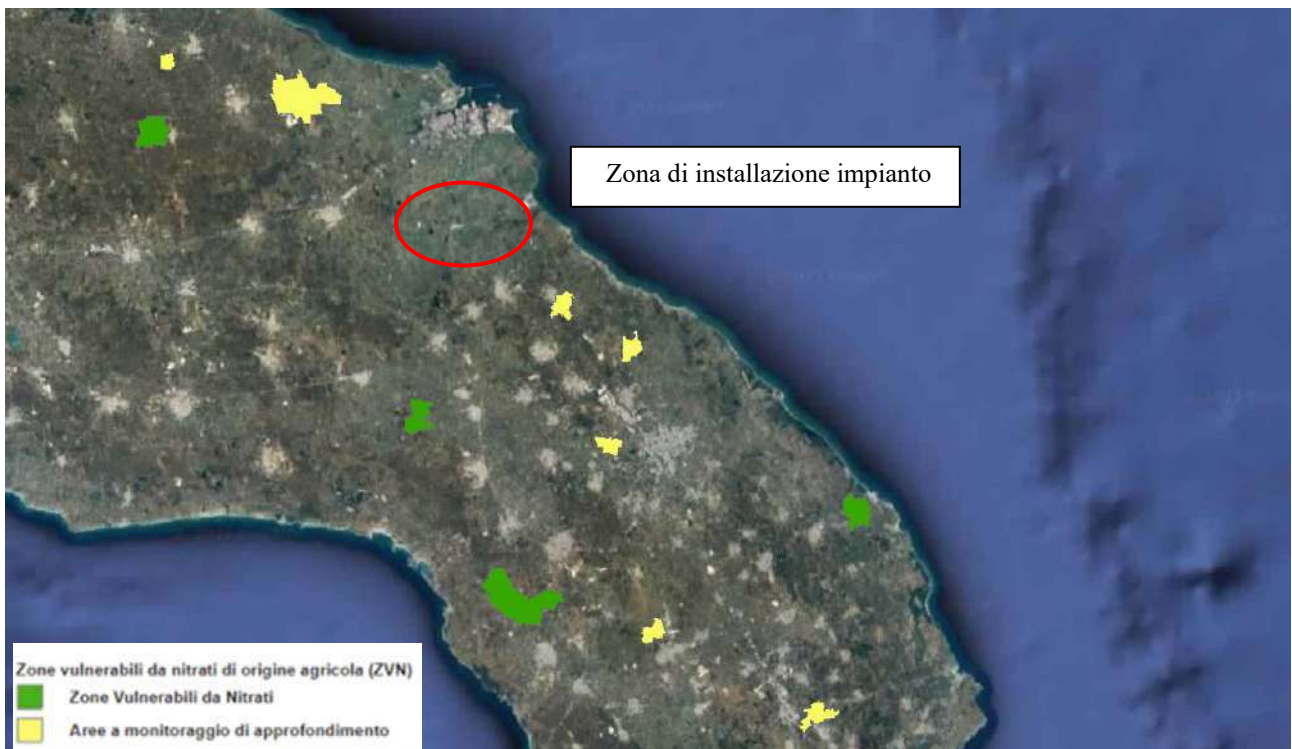 Zona di installazione impianto
Zone vulnerabili da nitrati di origine agricola (ZVN)
Zone Vulnerabili da Nitrati
Aree a monitoraggio di approfondimento